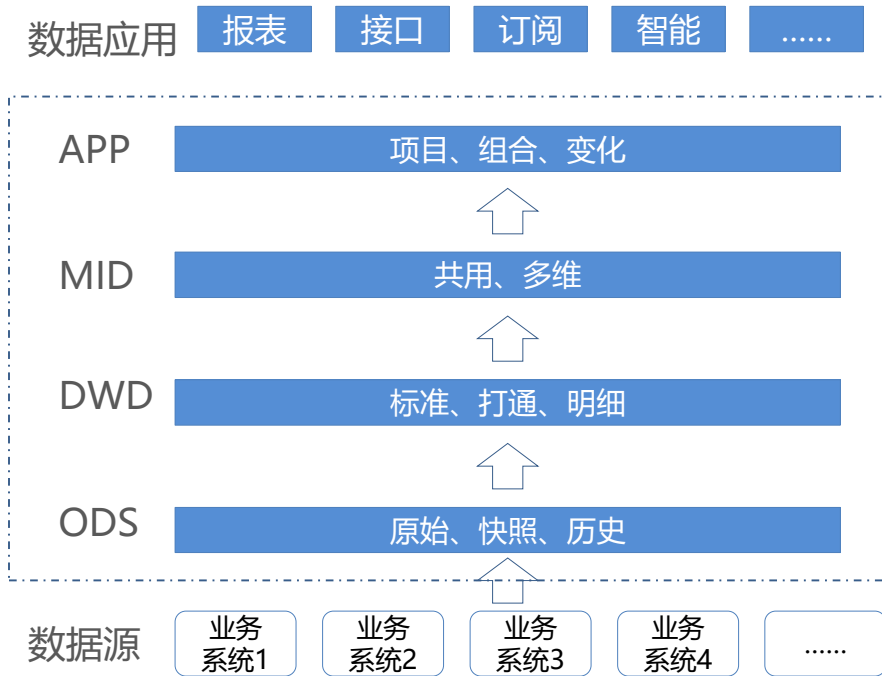 数据应用
报表
接口
订阅
智能
……
APP
项目、组合、变化
MID
共用、多维
DWD
标准、打通、明细
ODS
原始、快照、历史
数据源
业务
系统1
业务
系统2
业务
系统3
业务
系统4
……